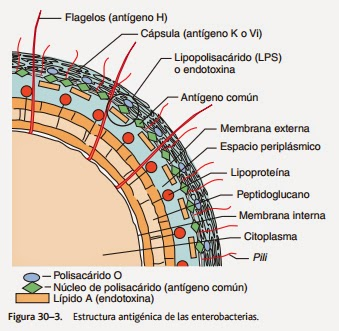 Flagelos (antígeno H)
Cápsula (antígeno K o Vi)
Lipopolisacárido (LPS)
o endotoxina
Antígeno común
Membrana externa
Espacio periplásmico
Lipoproteína
Peptidoglucano
Membrana interna
Citoplasma
Pili
Polisacárido O
Núcleo de polisacárido (antígeno común)
Lípido A (endotoxina)
Figura 30–3. Estructura antigénica de las enterobacterias.